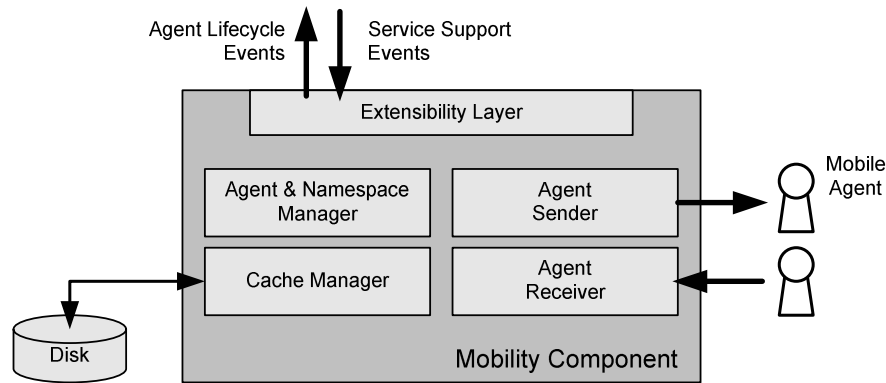 Agent Lifecycle
Events
Service Support
Events
Extensibility Layer
Agent & Namespace
Manager
Agent
Sender
Mobile
Agent
Cache Manager
Agent
Receiver
Disk
Mobility Component